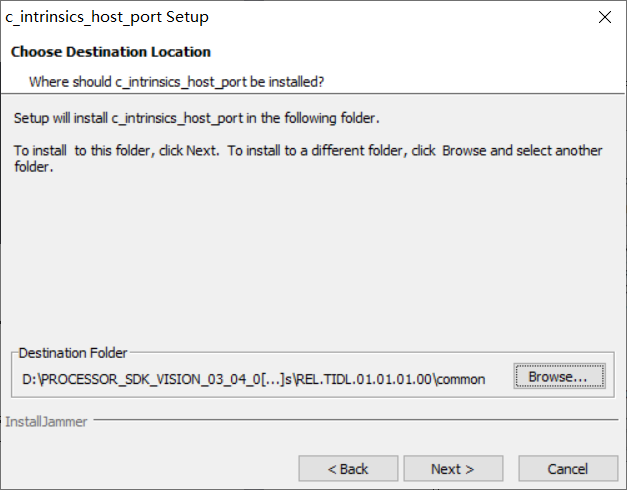 c_intrinsics_host_port Setup
Choose Destination Location
Where should c_intrinsics_host_port be installed?
Setup will install c_intrinsics_host_port in the following folder.
To install  to this folder, click Next.  To install to a different folder, click  Browse and select another
folder.
Destination Folder
D:\PROCESSOR_SDK_VISION_03_04_0[...]s\REL.TIDL.01.01.01.00\common
Browse...
InstallJammer
< Back
Next >
Cancel